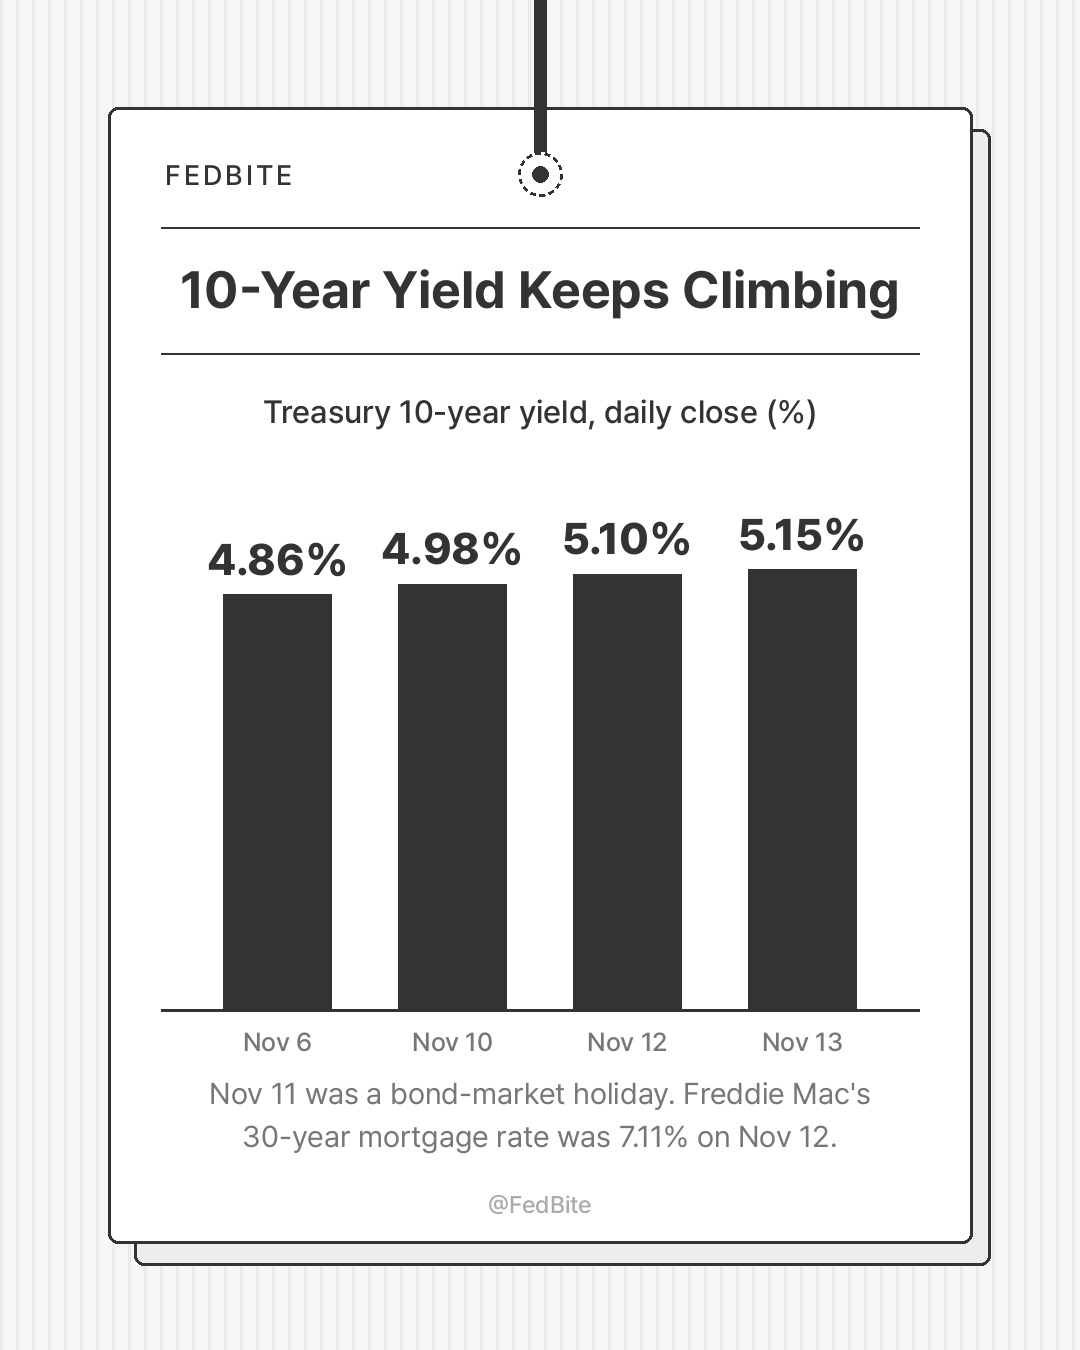 FEDBITE
10-Year Yield Keeps Climbing
Treasury 10-year yield, daily close (%)
4.86% 4.98% 5.10% 5.15%
Nov 6 Nov 10 Nov 12 Nov 13
Nov 11 was a bond-market holiday. Freddie Mac's
30-year mortgage rate was 7.11% on Nov 12.
@FedBite